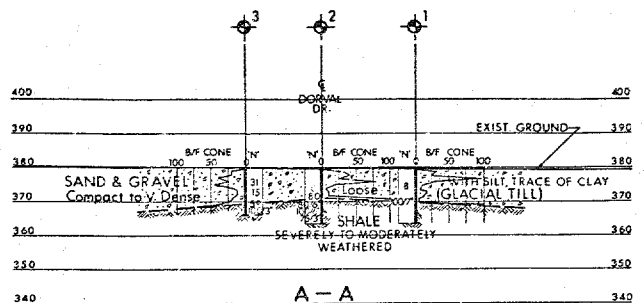 3 2 1
℄
DORVAL
DR.
400 400
390 390
EXIST. GROUND
B/F CONE 'N' 'N' B/F CONE 'N' B/F CONE
380 100 50 0 0 50 100 0 50 100 380
SAND & GRAVEL Loose 8 WITH SILT, TRACE OF CLAY
Compact to V. Dense (GLACIAL TILL)
31
15
60
370 370
SHALE
360 SEVERELY TO MODERATELY 360
WEATHERED
350 350
340 A — A 340